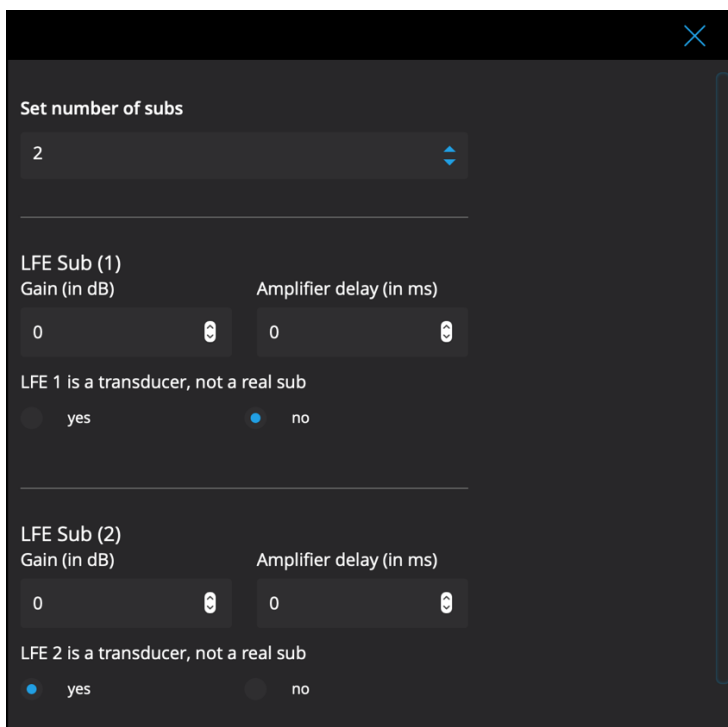 Set number of subs
2
LFE Sub (1)
Gain (in dB) Amplifier delay (in ms)
0 0
LFE 1 is a transducer, not a real sub
yes no
LFE Sub (2)
Gain (in dB) Amplifier delay (in ms)
0 0
LFE 2 is a transducer, not a real sub
yes no